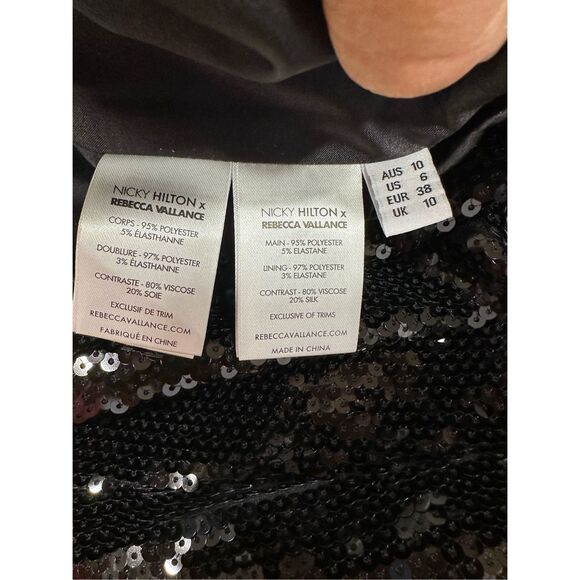 NICKY HILTON x
REBECCA VALLANCE
CORPS - 95% POLYESTER
5% ÉLASTHANNE
DOUBLURE - 97% POLYESTER
3% ÉLASTHANNE
CONTRASTE - 80% VISCOSE
20% SOIE
EXCLUSIF DE TRIM
REBECCAVALLANCE.COM
FABRIQUÉ EN CHINE
NICKY HILTON x
REBECCA VALLANCE
MAIN - 95% POLYESTER
5% ELASTANE
LINING - 97% POLYESTER
3% ELASTANE
CONTRAST - 80% VISCOSE
20% SILK
EXCLUSIVE OF TRIMS
REBECCAVALLANCE.COM
MADE IN CHINA
AUS 10
US 6
EUR 38
UK 10